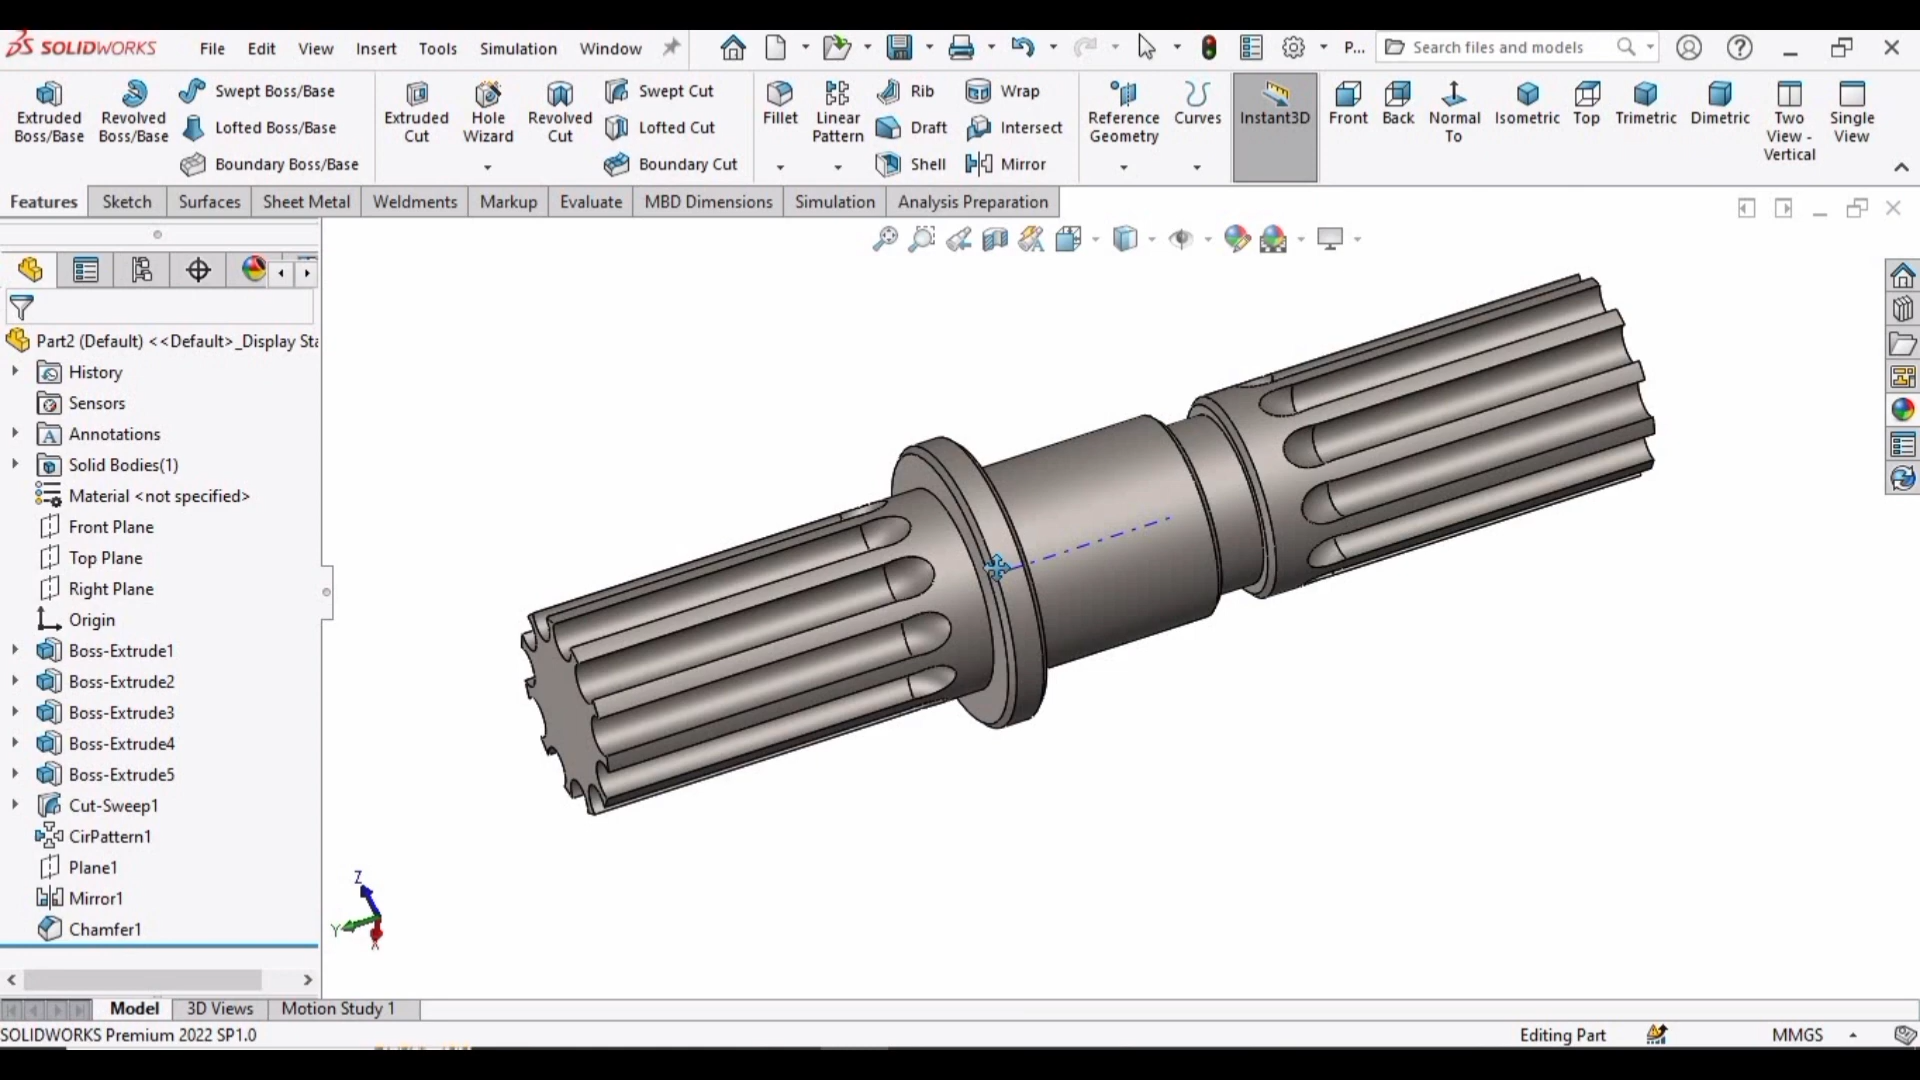 SOLIDWORKS File Edit View Insert Tools Simulation Window P... Search files and models
Extruded Boss/Base
Revolved Boss/Base
Swept Boss/Base
Lofted Boss/Base
Boundary Boss/Base
Extruded Cut
Hole Wizard
Revolved Cut
Swept Cut
Lofted Cut
Boundary Cut
Fillet
Linear Pattern
Rib
Draft
Shell
Wrap
Intersect
Mirror
Reference Geometry
Curves
Instant3D
Front
Back
Normal To
Isometric
Top
Trimetric
Dimetric
Two View - Vertical
Single View
Features Sketch Surfaces Sheet Metal Weldments Markup Evaluate MBD Dimensions Simulation Analysis Preparation
Part2 (Default) <<Default>_Display Sta
History
Sensors
Annotations
Solid Bodies(1)
Material <not specified>
Front Plane
Top Plane
Right Plane
Origin
Boss-Extrude1
Boss-Extrude2
Boss-Extrude3
Boss-Extrude4
Boss-Extrude5
Cut-Sweep1
CirPattern1
Plane1
Mirror1
Chamfer1
Z
Y
X
Model 3D Views Motion Study 1
SOLIDWORKS Premium 2022 SP1.0 Editing Part MMGS